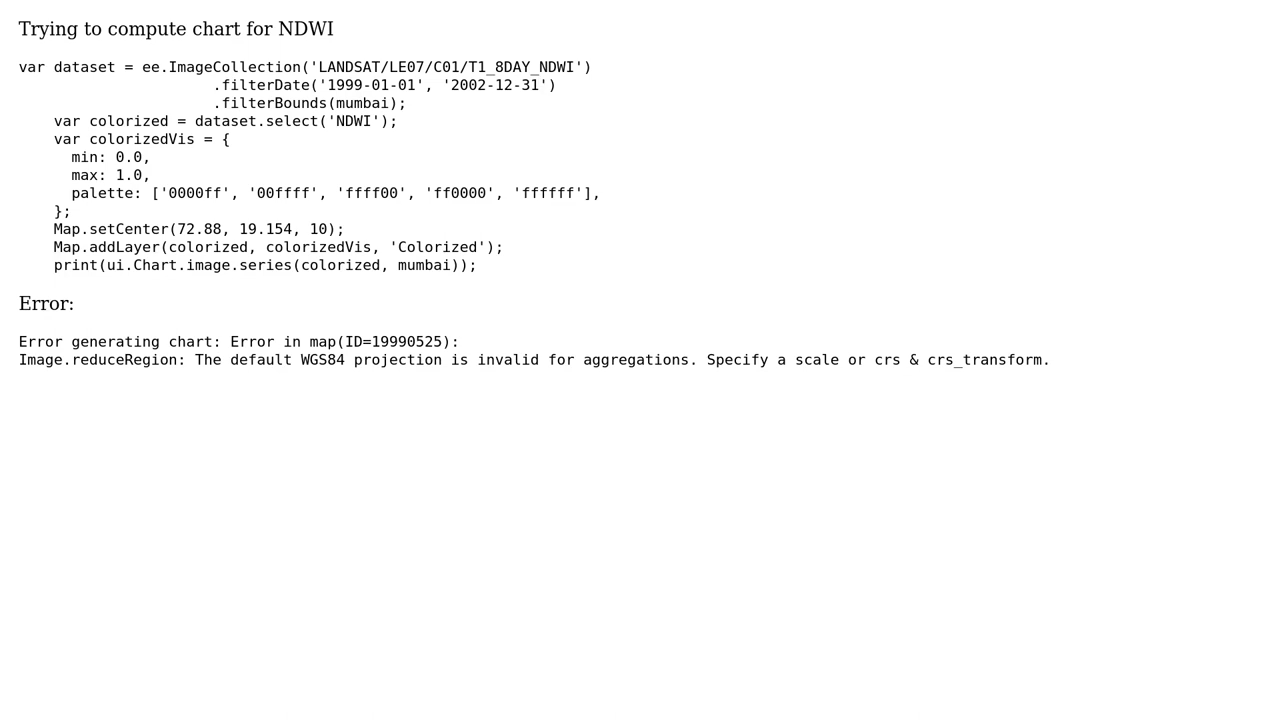 Trying to compute chart for NDWI
var dataset = ee.ImageCollection('LANDSAT/LE07/C01/T1_8DAY_NDWI')
                      .filterDate('1999-01-01', '2002-12-31')
                      .filterBounds(mumbai);
    var colorized = dataset.select('NDWI');
    var colorizedVis = {
      min: 0.0,
      max: 1.0,
      palette: ['0000ff', '00ffff', 'ffff00', 'ff0000', 'ffffff'],
    };
    Map.setCenter(72.88, 19.154, 10);
    Map.addLayer(colorized, colorizedVis, 'Colorized');
    print(ui.Chart.image.series(colorized, mumbai));
Error:
Error generating chart: Error in map(ID=19990525):
Image.reduceRegion: The default WGS84 projection is invalid for aggregations. Specify a scale or crs & crs_transform.